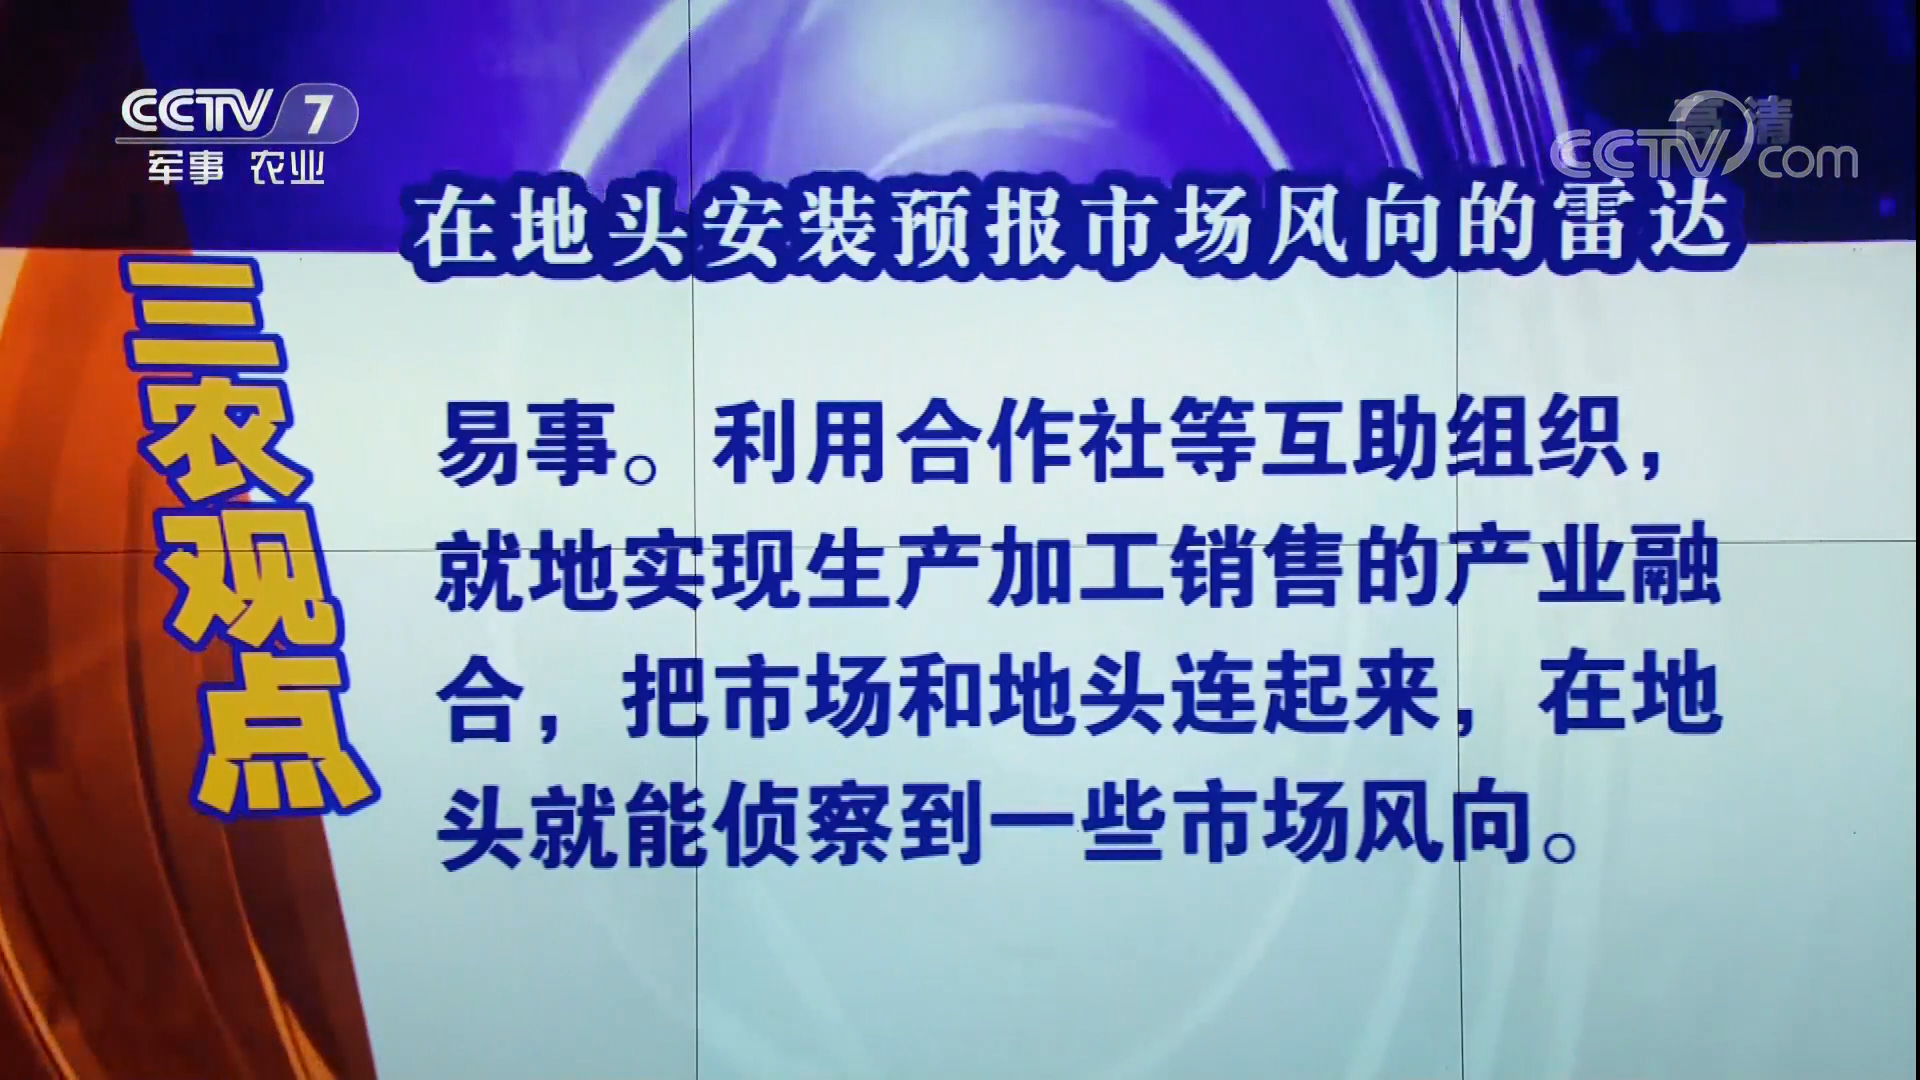 CCTV 7
军事 农业
高清
CCTV com
在地头安装预报市场风向的雷达
三农观点
易事。利用合作社等互助组织，
就地实现生产加工销售的产业融
合，把市场和地头连起来，在地
头就能侦察到一些市场风向。